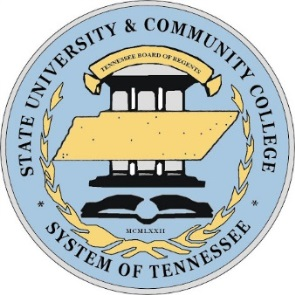 STATE UNIVERSITY & COMMUNITY COLLEGE
TENNESSEE BOARD OF REGENTS
MCMLXXII
* SYSTEM OF TENNESSEE *